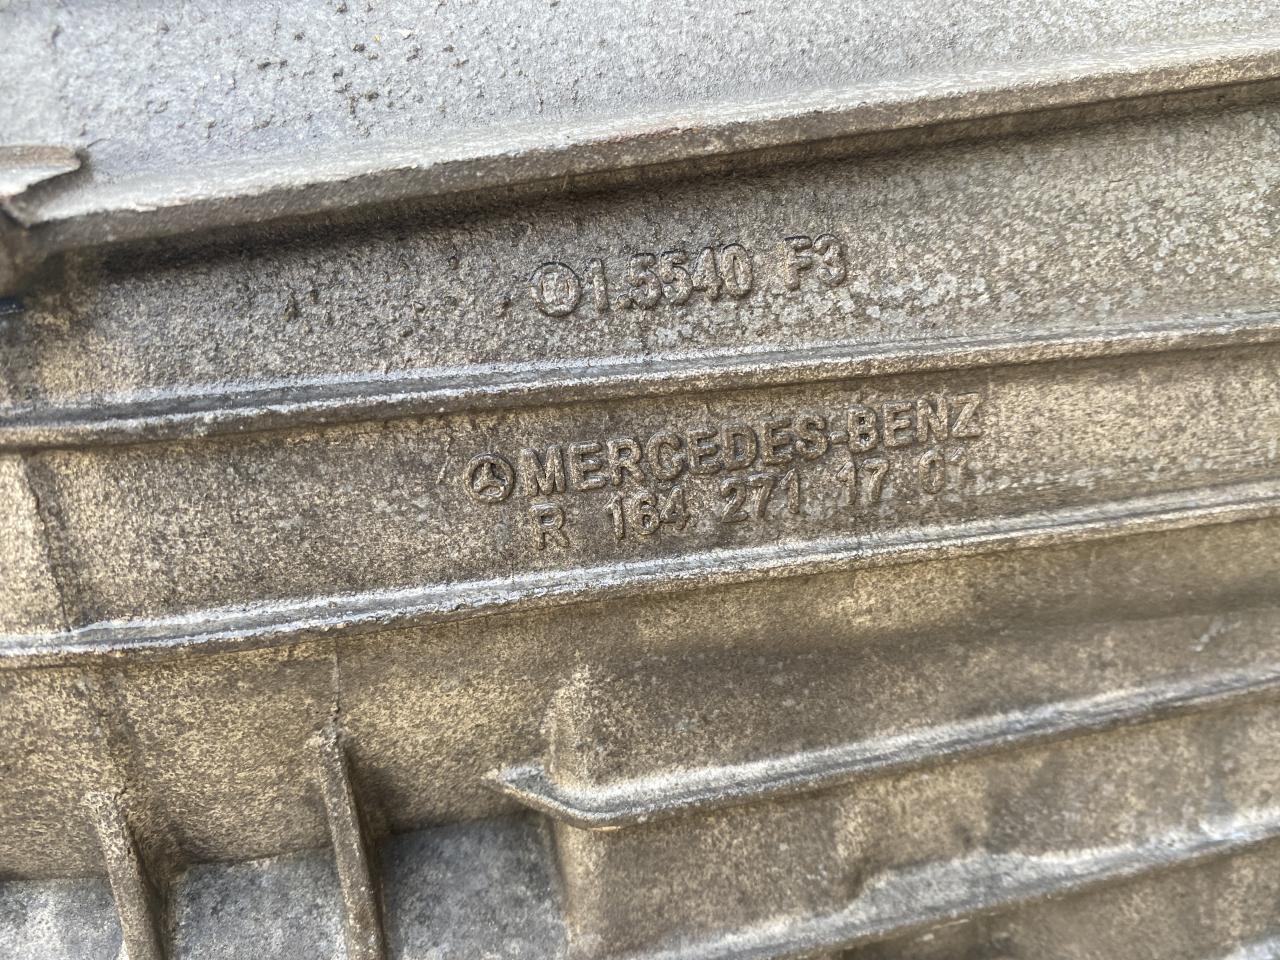 1.5540 F3
MERCEDES-BENZ
R 164 271 17 01